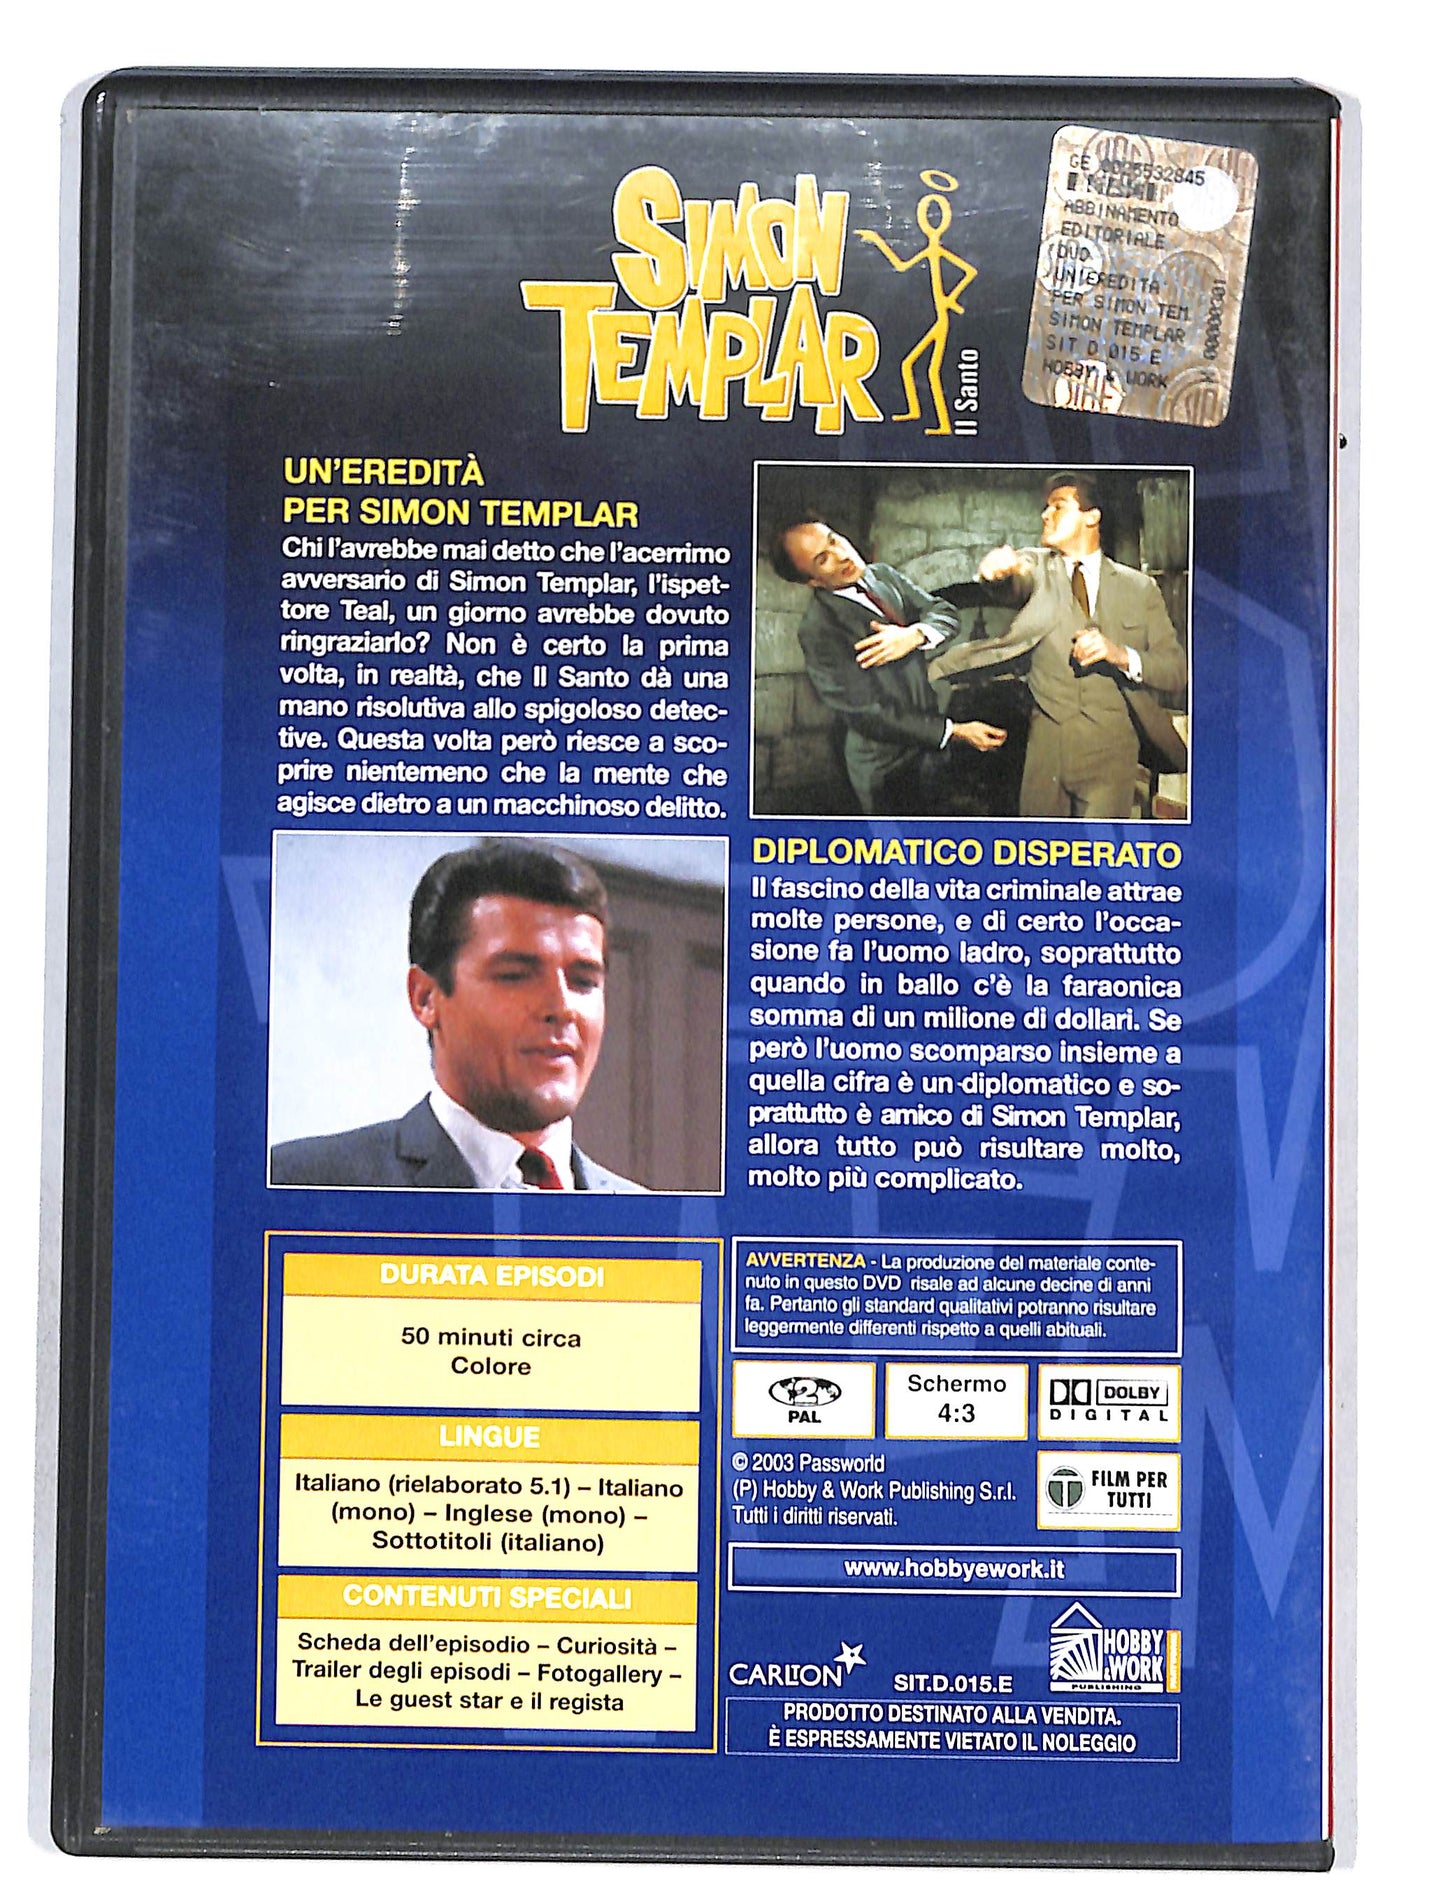 SIMON
TEMPLAR
Il Santo
GE 0006532845
ABBINAMENTO
EDITORIALE
DVD
UN'EREDITA'
PER SIMON TEM
SIMON TEMPLAR
SIT D 015 E
HOBBY & WORK
UN'EREDITÀ
PER SIMON TEMPLAR
Chi l'avrebbe mai detto che l'acerrimo
avversario di Simon Templar, l'ispet-
tore Teal, un giorno avrebbe dovuto
ringraziarlo? Non è certo la prima
volta, in realtà, che Il Santo dà una
mano risolutiva allo spigoloso detec-
tive. Questa volta però riesce a sco-
prire nientemeno che la mente che
agisce dietro a un macchinoso delitto.
DIPLOMATICO DISPERATO
Il fascino della vita criminale attrae
molte persone, e di certo l'occa-
sione fa l'uomo ladro, soprattutto
quando in ballo c'è la faraonica
somma di un milione di dollari. Se
però l'uomo scomparso insieme a
quella cifra è un diplomatico e so-
prattutto è amico di Simon Templar,
allora tutto può risultare molto,
molto più complicato.
DURATA EPISODI
50 minuti circa
Colore
LINGUE
Italiano (rielaborato 5.1) – Italiano
(mono) – Inglese (mono) –
Sottotitoli (italiano)
CONTENUTI SPECIALI
Scheda dell'episodio – Curiosità –
Trailer degli episodi – Fotogallery –
Le guest star e il regista
AVVERTENZA - La produzione del materiale conte-
nuto in questo DVD risale ad alcune decine di anni
fa. Pertanto gli standard qualitativi potranno risultare
leggermente differenti rispetto a quelli abituali.
2
PAL
Schermo
4:3
DOLBY
DIGITAL
© 2003 Passworld
(P) Hobby & Work Publishing S.r.l.
Tutti i diritti riservati.
T FILM PER
TUTTI
www.hobbyework.it
CARLTON
SIT.D.015.E
HOBBY
&WORK
PUBLISHING
PRODOTTO DESTINATO ALLA VENDITA.
È ESPRESSAMENTE VIETATO IL NOLEGGIO